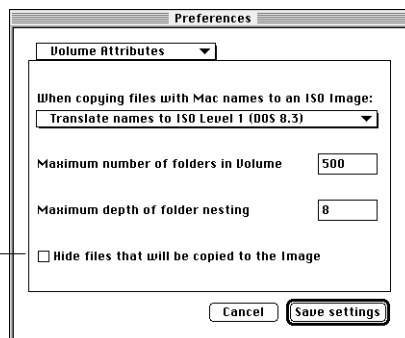 Preferences
Volume Attributes
When copying files with Mac names to an ISO Image:
Translate names to ISO Level 1 (DOS 8.3)
Maximum number of folders in Volume 500
Maximum depth of folder nesting 8
Hide files that will be copied to the Image
Cancel Save settings